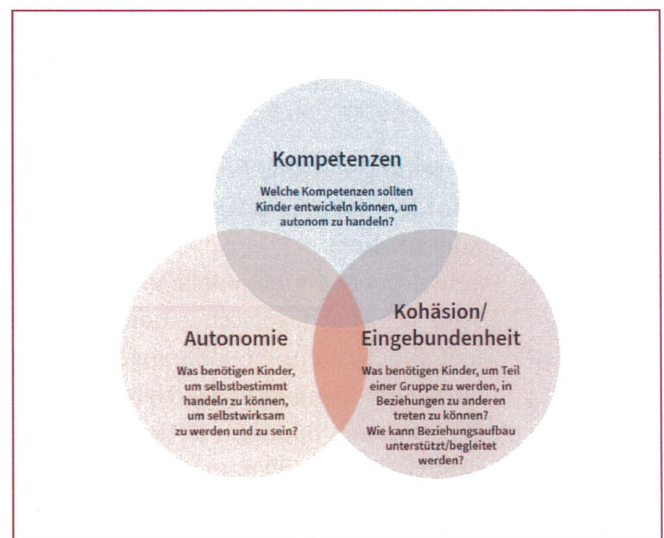 Kompetenzen
Welche Kompetenzen sollten
Kinder entwickeln können, um
autonom zu handeln?
Autonomie
Was benötigen Kinder,
um selbstbestimmt
handeln zu können,
um selbstwirksam
zu werden und zu sein?
Kohäsion/
Eingebundenheit
Was benötigen Kinder, um Teil
einer Gruppe zu werden, in
Beziehungen zu anderen
treten zu können?
Wie kann Beziehungsaufbau
unterstützt/begleitet
werden?